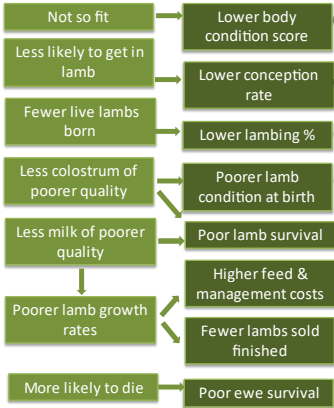 Not so fit
Lower body
condition score
Less likely to get in
lamb
Lower conception
rate
Fewer live lambs
born
Lower lambing %
Less colostrum of
poorer quality
Poorer lamb
condition at birth
Less milk of poorer
quality
Poor lamb survival
Poorer lamb growth
rates
Higher feed &
management costs
Fewer lambs sold
finished
More likely to die
Poor ewe survival